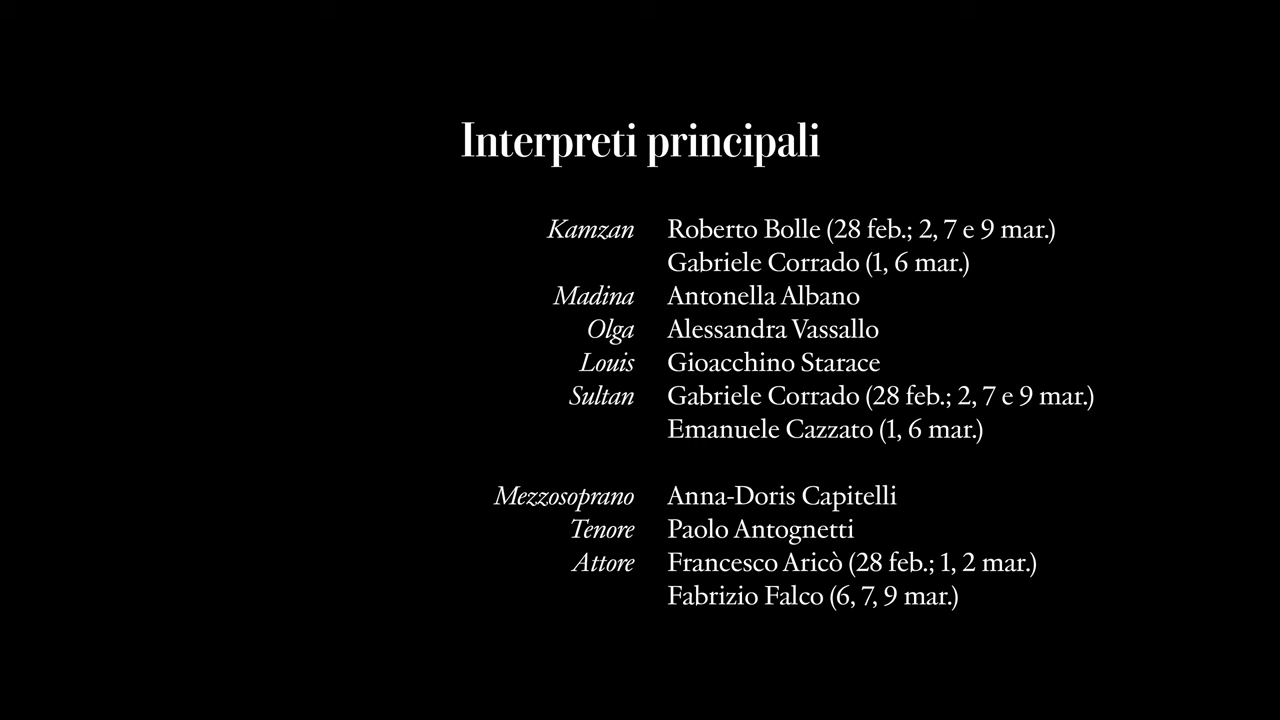 Interpreti principali
Kamzan Roberto Bolle (28 feb.; 2, 7 e 9 mar.)
Gabriele Corrado (1, 6 mar.)
Madina Antonella Albano
Olga Alessandra Vassallo
Louis Gioacchino Starace
Sultan Gabriele Corrado (28 feb.; 2, 7 e 9 mar.)
Emanuele Cazzato (1, 6 mar.)
Mezzosoprano Anna-Doris Capitelli
Tenore Paolo Antognetti
Attore Francesco Aricò (28 feb.; 1, 2 mar.)
Fabrizio Falco (6, 7, 9 mar.)